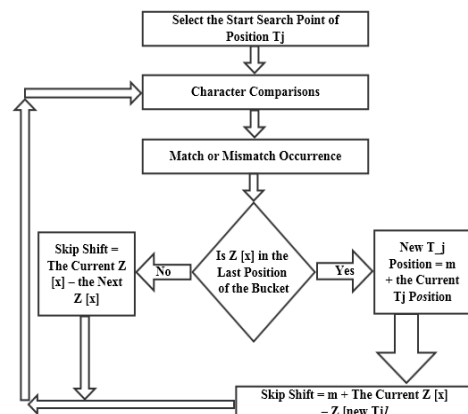 Select the Start Search Point of
Position Tj
Character Comparisons
Match or Mismatch Occurrence
Is Z [x] in the
Last Position
of the Bucket
No
Yes
Skip Shift =
The Current Z
[x] – the Next
Z [x]
New T_j
Position = m
+ the Current
Tj Position
Skip Shift = m + The Current Z [x]
– Z [new Tj]